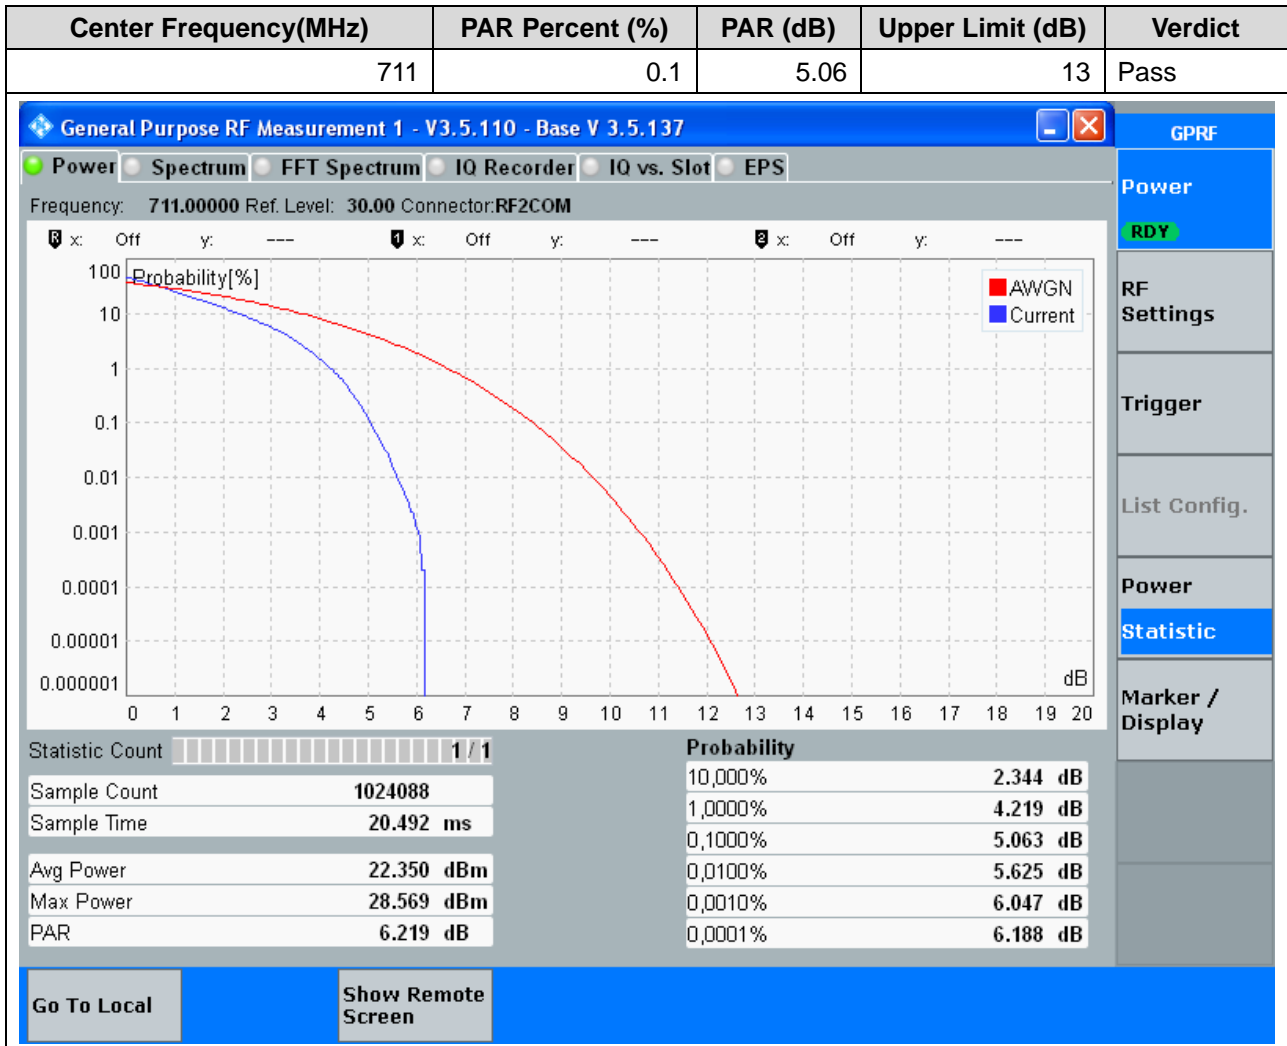 Center Frequency(MHz) PAR Percent (%) PAR (dB) Upper Limit (dB) Verdict
711 0.1 5.06 13 Pass
General Purpose RF Measurement 1 - V3.5.110 - Base V 3.5.137
GPRF
Power Spectrum FFT Spectrum IQ Recorder IQ vs. Slot EPS
Power
RDY
Frequency: 711.00000 Ref. Level: 30.00 Connector:RF2COM
R x: Off y: --- 1 x: Off y: --- 2 x: Off y: ---
Probability[%]
AWGN
Current
100
10
1
0.1
0.01
0.001
0.0001
0.00001
0.000001
dB
0 1 2 3 4 5 6 7 8 9 10 11 12 13 14 15 16 17 18 19 20
RF
Settings
Trigger
List Config.
Power
Statistic
Marker /
Display
Statistic Count 1 / 1
Sample Count 1024088
Sample Time 20.492 ms
Avg Power 22.350 dBm
Max Power 28.569 dBm
PAR 6.219 dB
Probability
10,000% 2.344 dB
1,0000% 4.219 dB
0,1000% 5.063 dB
0,0100% 5.625 dB
0,0010% 6.047 dB
0,0001% 6.188 dB
Go To Local
Show Remote
Screen